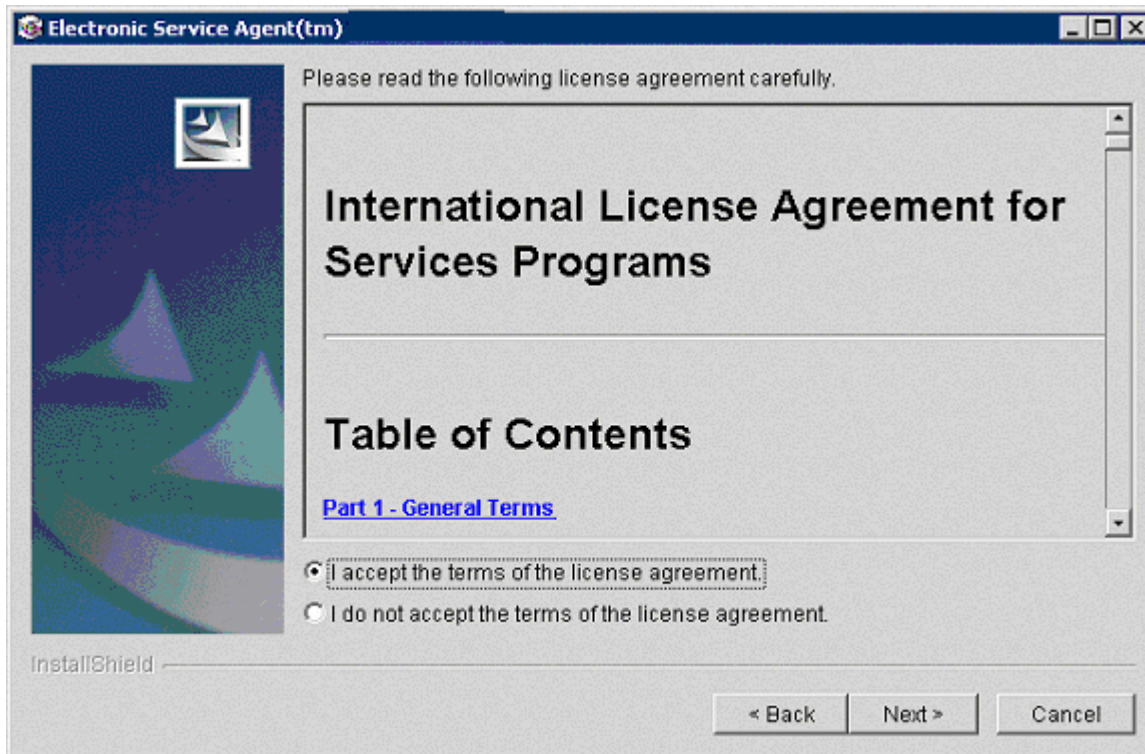 Electronic Service Agent(tm)
Please read the following license agreement carefully.
International License Agreement for
Services Programs
Table of Contents
Part 1 - General Terms
I accept the terms of the license agreement.
I do not accept the terms of the license agreement.
InstallShield
< Back
Next >
Cancel